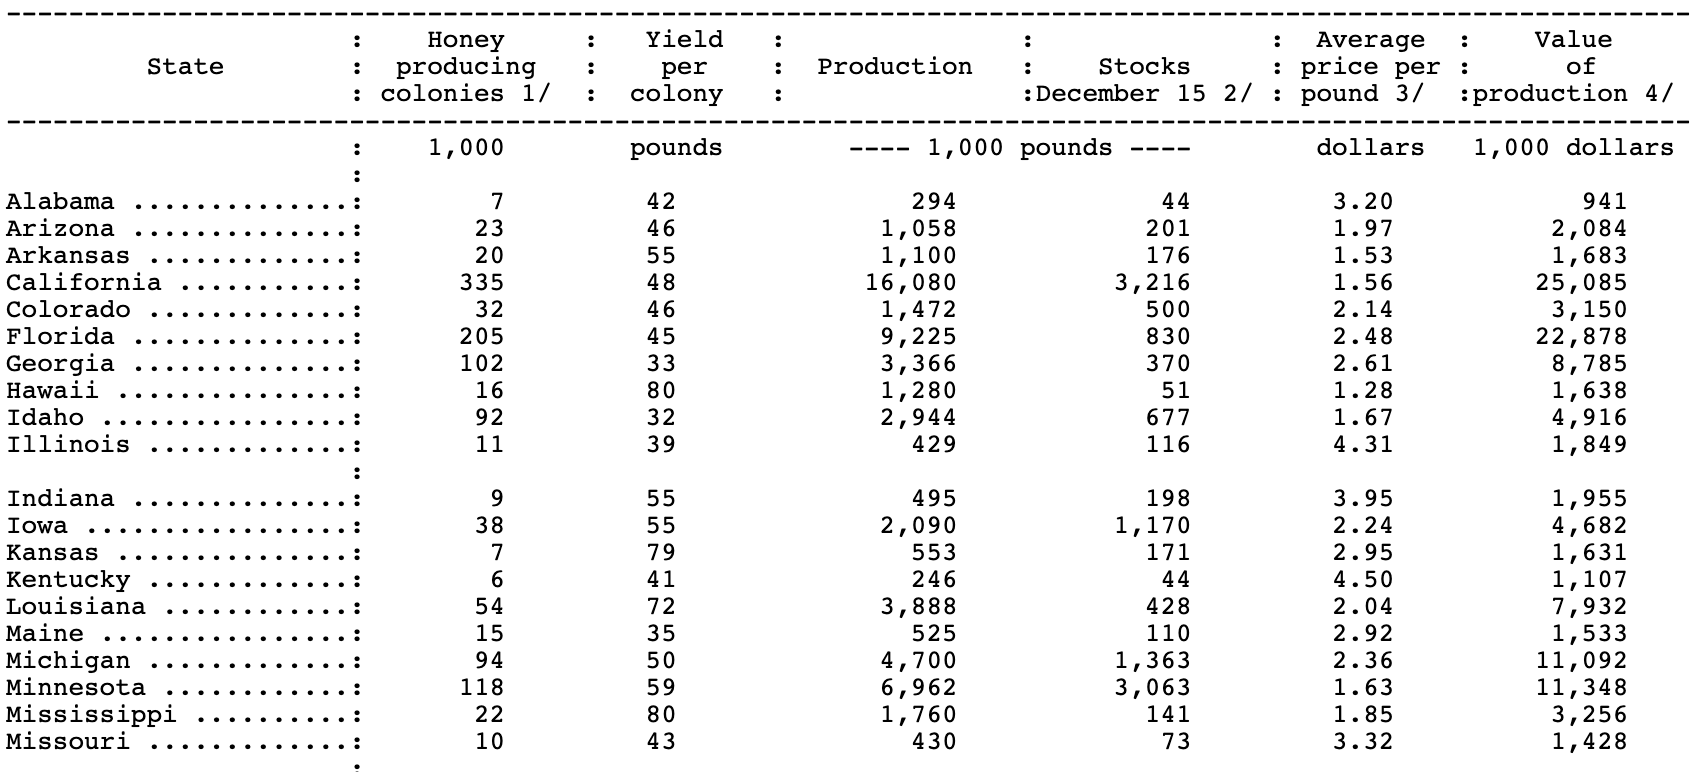 --------------------------------------------------------------------------------------------------------------
                      :    Honey     :   Yield   :               :               :  Average  :    Value
         State        :  producing   :    per    :  Production   :    Stocks     : price per :      of
                      : colonies 1/  :  colony   :               :December 15 2/ : pound 3/  :production 4/
--------------------------------------------------------------------------------------------------------------
                      :    1,000        pounds        ---- 1,000 pounds ----        dollars   1,000 dollars
                      :
Alabama ..............:        7         42               294             44         3.20            941
Arizona ..............:       23         46             1,058            201         1.97          2,084
Arkansas .............:       20         55             1,100            176         1.53          1,683
California ...........:      335         48            16,080          3,216         1.56         25,085
Colorado .............:       32         46             1,472            500         2.14          3,150
Florida ..............:      205         45             9,225            830         2.48         22,878
Georgia ..............:      102         33             3,366            370         2.61          8,785
Hawaii ...............:       16         80             1,280             51         1.28          1,638
Idaho ................:       92         32             2,944            677         1.67          4,916
Illinois .............:       11         39               429            116         4.31          1,849
                      :
Indiana ..............:        9         55               495            198         3.95          1,955
Iowa .................:       38         55             2,090          1,170         2.24          4,682
Kansas ...............:        7         79               553            171         2.95          1,631
Kentucky .............:        6         41               246             44         4.50          1,107
Louisiana ............:       54         72             3,888            428         2.04          7,932
Maine ................:       15         35               525            110         2.92          1,533
Michigan .............:       94         50             4,700          1,363         2.36         11,092
Minnesota ............:      118         59             6,962          3,063         1.63         11,348
Mississippi ..........:       22         80             1,760            141         1.85          3,256
Missouri .............:       10         43               430             73         3.32          1,428
                      :